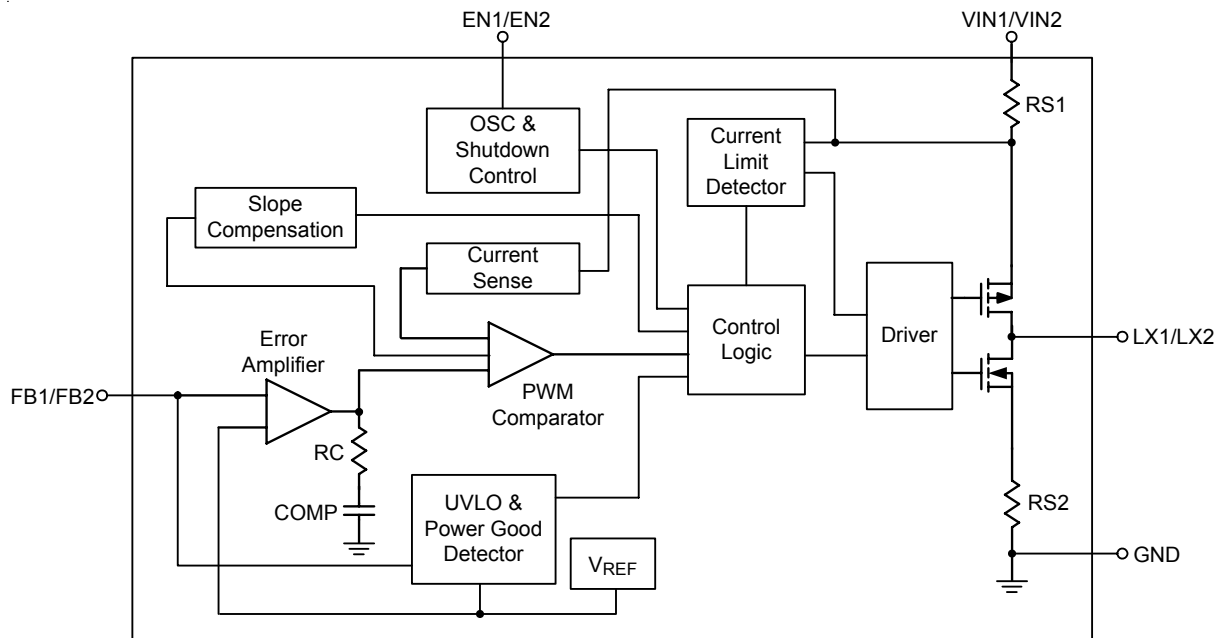 EN1/EN2
VIN1/VIN2
RS1
OSC &
Shutdown
Control
Current
Limit
Detector
Slope
Compensation
Current
Sense
Control
Logic
Driver
LX1/LX2
Error
Amplifier
FB1/FB2
PWM
Comparator
RC
COMP
UVLO &
Power Good
Detector
VREF
RS2
GND